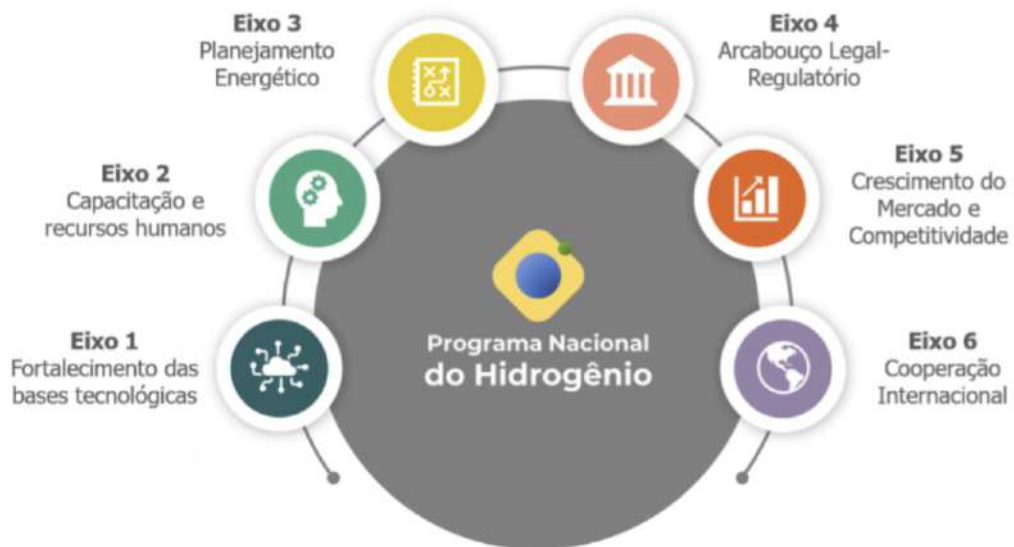 Eixo 3
Planejamento
Energético
Eixo 4
Arcabouço Legal-
Regulatório
Eixo 2
Capacitação e
recursos humanos
Eixo 5
Crescimento do
Mercado e
Competitividade
Eixo 1
Fortalecimento das
bases tecnológicas
Programa Nacional
do Hidrogênio
Eixo 6
Cooperação
Internacional